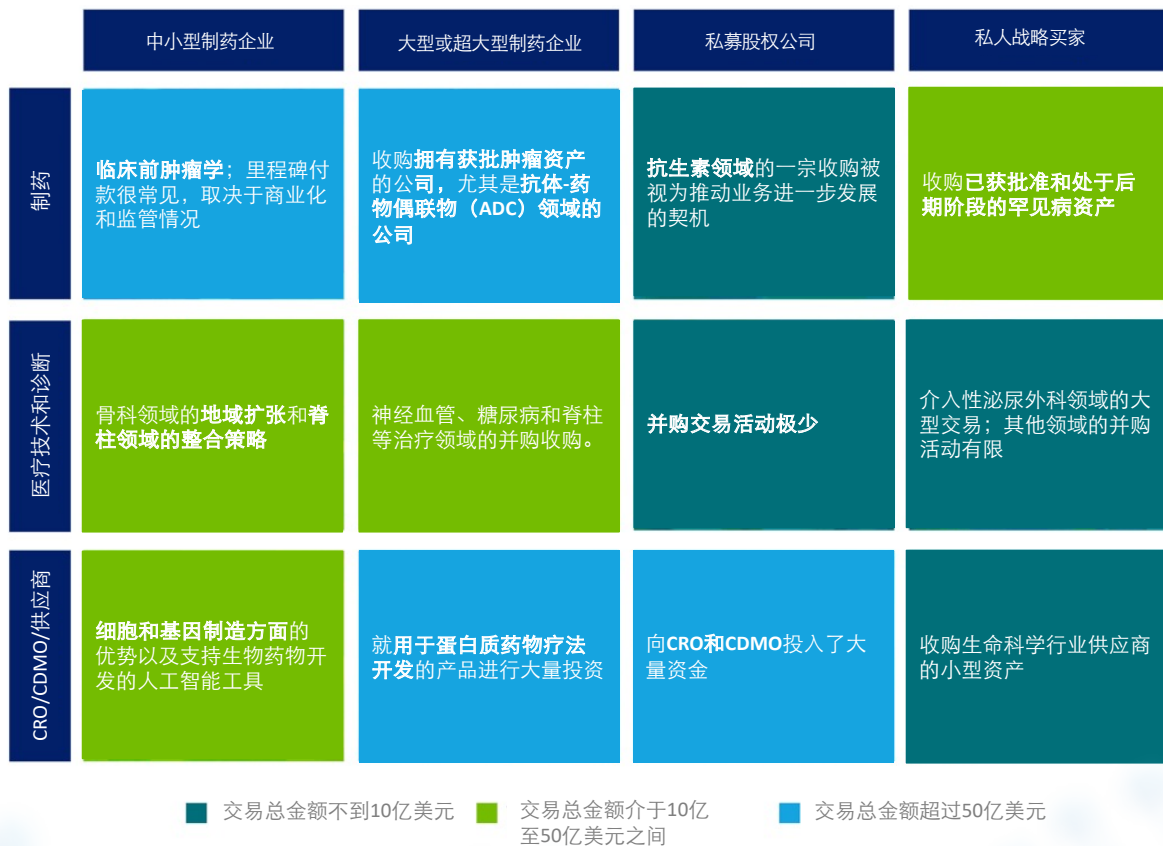 中小型制药企业
大型或超大型制药企业
私募股权公司
私人战略买家
制药
临床前肿瘤学；里程碑付
款很常见，取决于商业化
和监管情况
收购拥有获批肿瘤资产
的公司，尤其是抗体-药
物偶联物（ADC）领域的
公司
抗生素领域的一宗收购被
视为推动业务进一步发展
的契机
收购已获批准和处于后
期阶段的罕见病资产
医疗技术和诊断
骨科领域的地域扩张和脊
柱领域的整合策略
神经血管、糖尿病和脊柱
等治疗领域的并购收购。
并购交易活动极少
介入性泌尿外科领域的大
型交易；其他领域的并购
活动有限
CRO/CDMO/供应商
细胞和基因制造方面的
优势以及支持生物药物开
发的人工智能工具
就用于蛋白质药物疗法
开发的产品进行大量投资
向CRO和CDMO投入了大
量资金
收购生命科学行业供应商
的小型资产
交易总金额不到10亿美元
交易总金额介于10亿
至50亿美元之间
交易总金额超过50亿美元